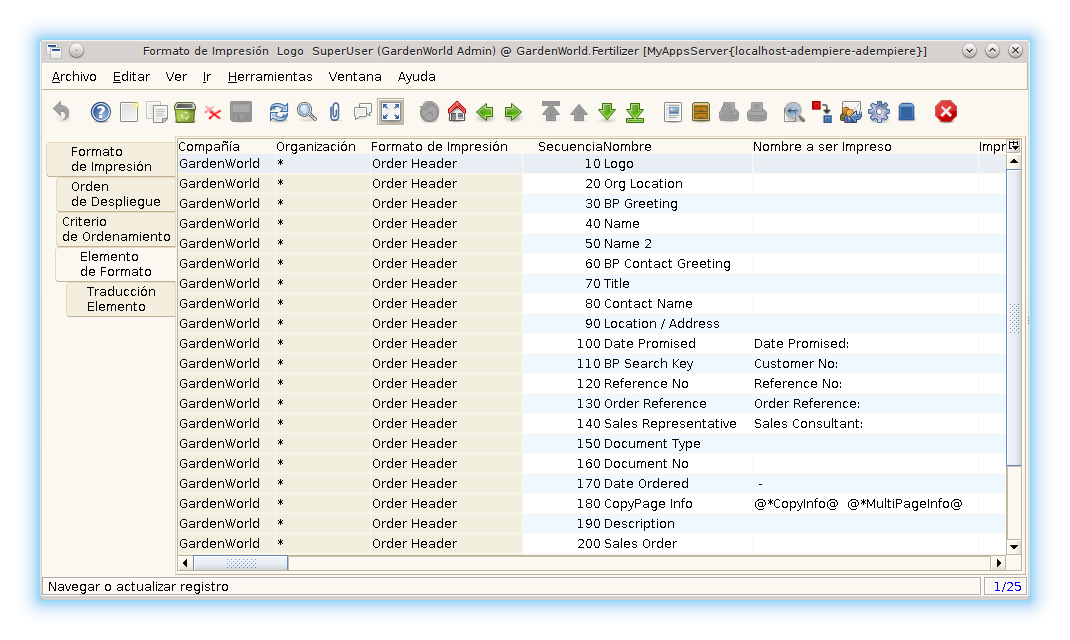 Formato de Impresión  Logo  SuperUser (GardenWorld Admin) @ GardenWorld.Fertilizer [MyAppsServer{localhost-adempiere-adempiere}]
Archivo Editar Ver Ir Herramientas Ventana Ayuda
Formato
de Impresión
Orden
de Despliegue
Criterio
de Ordenamiento
Elemento
de Formato
Traducción
Elemento
Compañía Organización Formato de Impresión Secuencia Nombre Nombre a ser Impreso Impr
GardenWorld * Order Header 10 Logo
GardenWorld * Order Header 20 Org Location
GardenWorld * Order Header 30 BP Greeting
GardenWorld * Order Header 40 Name
GardenWorld * Order Header 50 Name 2
GardenWorld * Order Header 60 BP Contact Greeting
GardenWorld * Order Header 70 Title
GardenWorld * Order Header 80 Contact Name
GardenWorld * Order Header 90 Location / Address
GardenWorld * Order Header 100 Date Promised Date Promised:
GardenWorld * Order Header 110 BP Search Key Customer No:
GardenWorld * Order Header 120 Reference No Reference No:
GardenWorld * Order Header 130 Order Reference Order Reference:
GardenWorld * Order Header 140 Sales Representative Sales Consultant:
GardenWorld * Order Header 150 Document Type
GardenWorld * Order Header 160 Document No
GardenWorld * Order Header 170 Date Ordered -
GardenWorld * Order Header 180 CopyPage Info @*CopyInfo@  @*MultiPageInfo@
GardenWorld * Order Header 190 Description
GardenWorld * Order Header 200 Sales Order
Navegar o actualizar registro 1/25